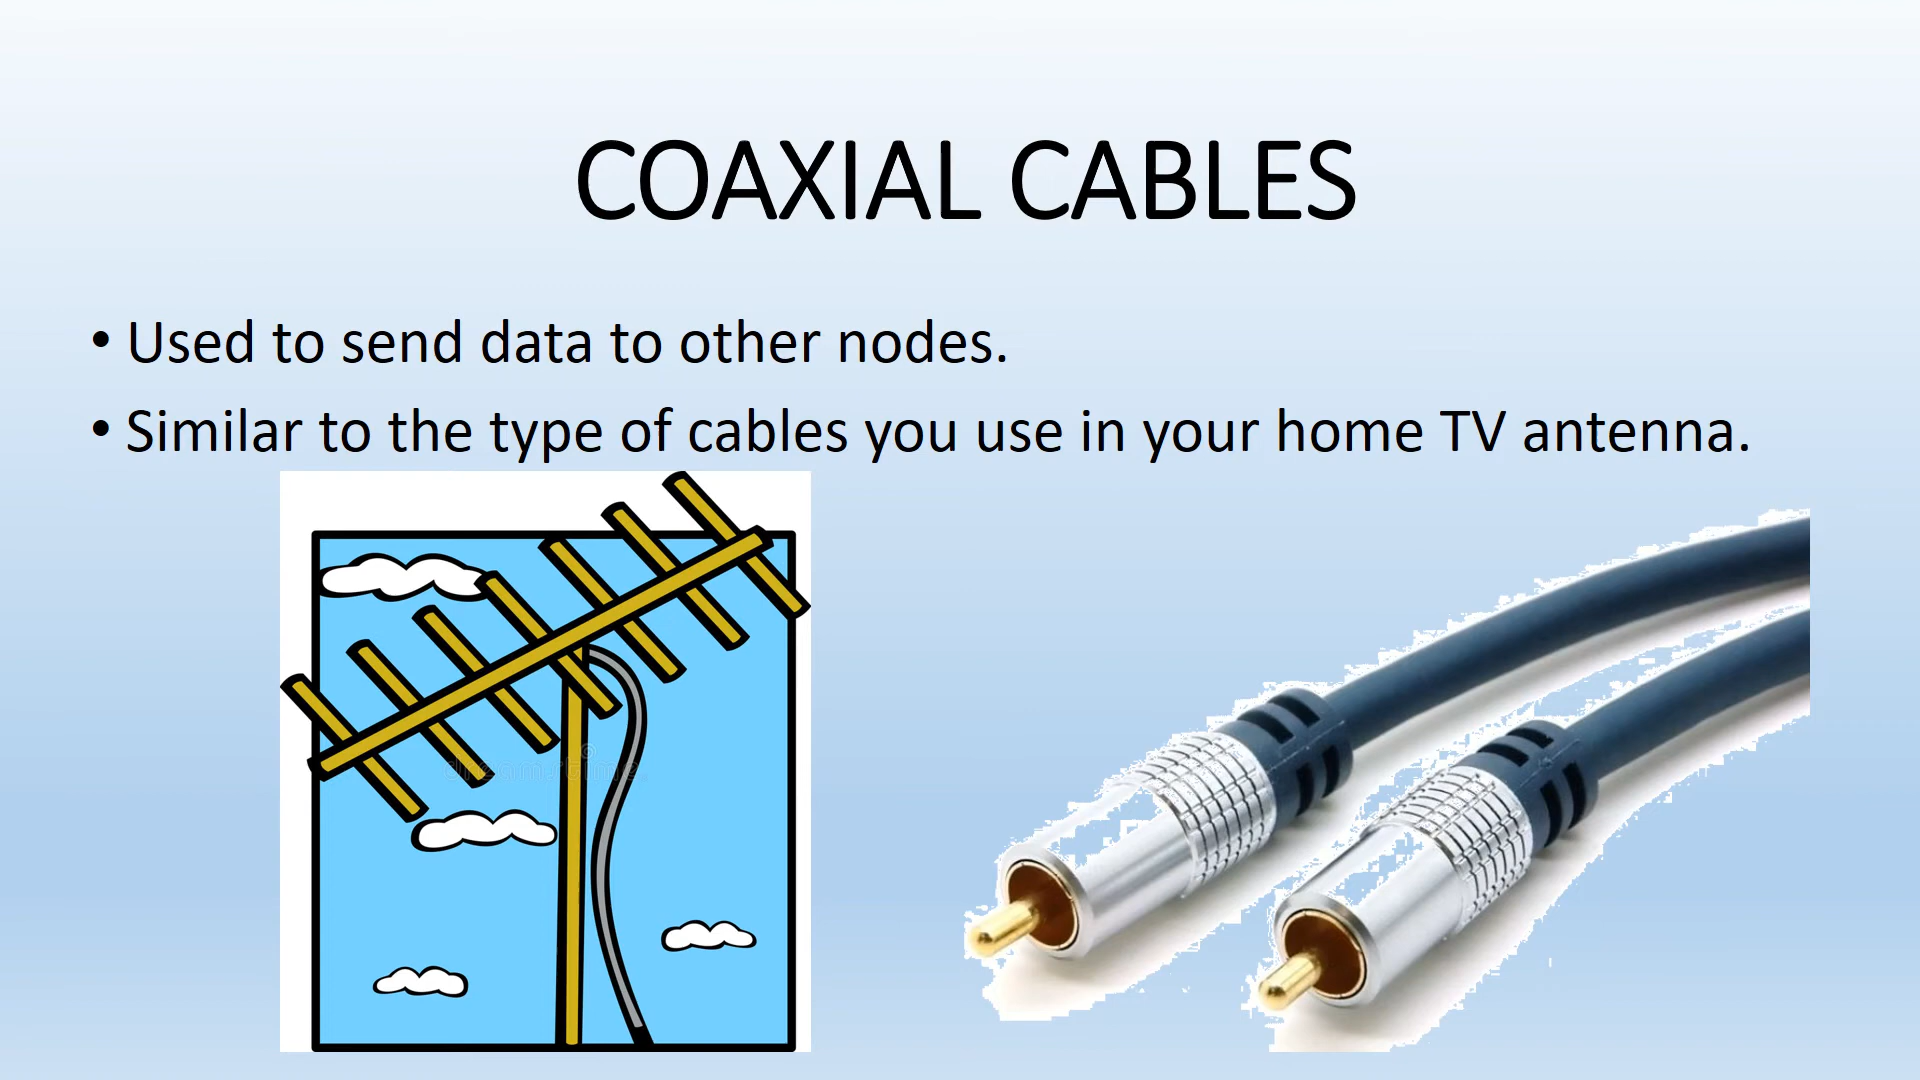 COAXIAL CABLES
• Used to send data to other nodes.
• Similar to the type of cables you use in your home TV antenna.
dreamstime